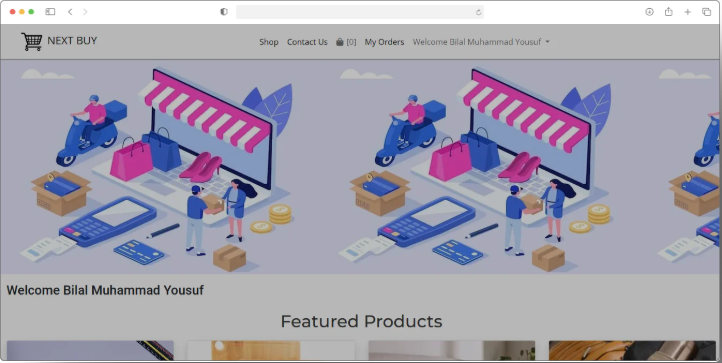 NEXT BUY
Shop Contact Us [0] My Orders Welcome Bilal Muhammad Yousuf
Welcome Bilal Muhammad Yousuf
Featured Products